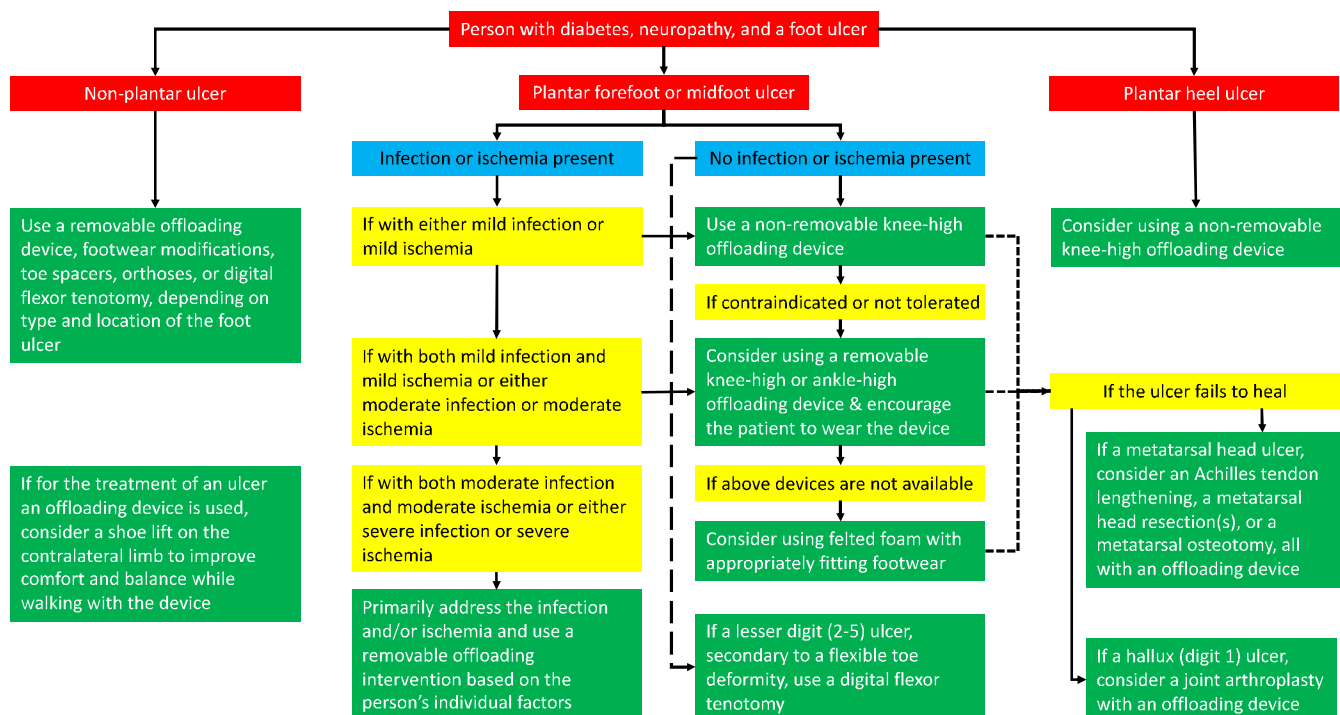 Person with diabetes, neuropathy, and a foot ulcer
Non-plantar ulcer
Plantar forefoot or midfoot ulcer
Plantar heel ulcer
Infection or ischemia present
No infection or ischemia present
Use a removable offloading
device, footwear modifications,
toe spacers, orthoses, or digital
flexor tenotomy, depending on
type and location of the foot
ulcer
If with either mild infection or
mild ischemia
Use a non-removable knee-high
offloading device
Consider using a non-removable
knee-high offloading device
If contraindicated or not tolerated
If with both mild infection and
mild ischemia or either
moderate infection or moderate
ischemia
Consider using a removable
knee-high or ankle-high
offloading device & encourage
the patient to wear the device
If the ulcer fails to heal
If for the treatment of an ulcer
an offloading device is used,
consider a shoe lift on the
contralateral limb to improve
comfort and balance while
walking with the device
If with both moderate infection
and moderate ischemia or either
severe infection or severe
ischemia
If above devices are not available
Consider using felted foam with
appropriately fitting footwear
If a metatarsal head ulcer,
consider an Achilles tendon
lengthening, a metatarsal
head resection(s), or a
metatarsal osteotomy, all
with an offloading device
Primarily address the infection
and/or ischemia and use a
removable offloading
intervention based on the
person's individual factors
If a lesser digit (2-5) ulcer,
secondary to a flexible toe
deformity, use a digital flexor
tenotomy
If a hallux (digit 1) ulcer,
consider a joint arthroplasty
with an offloading device